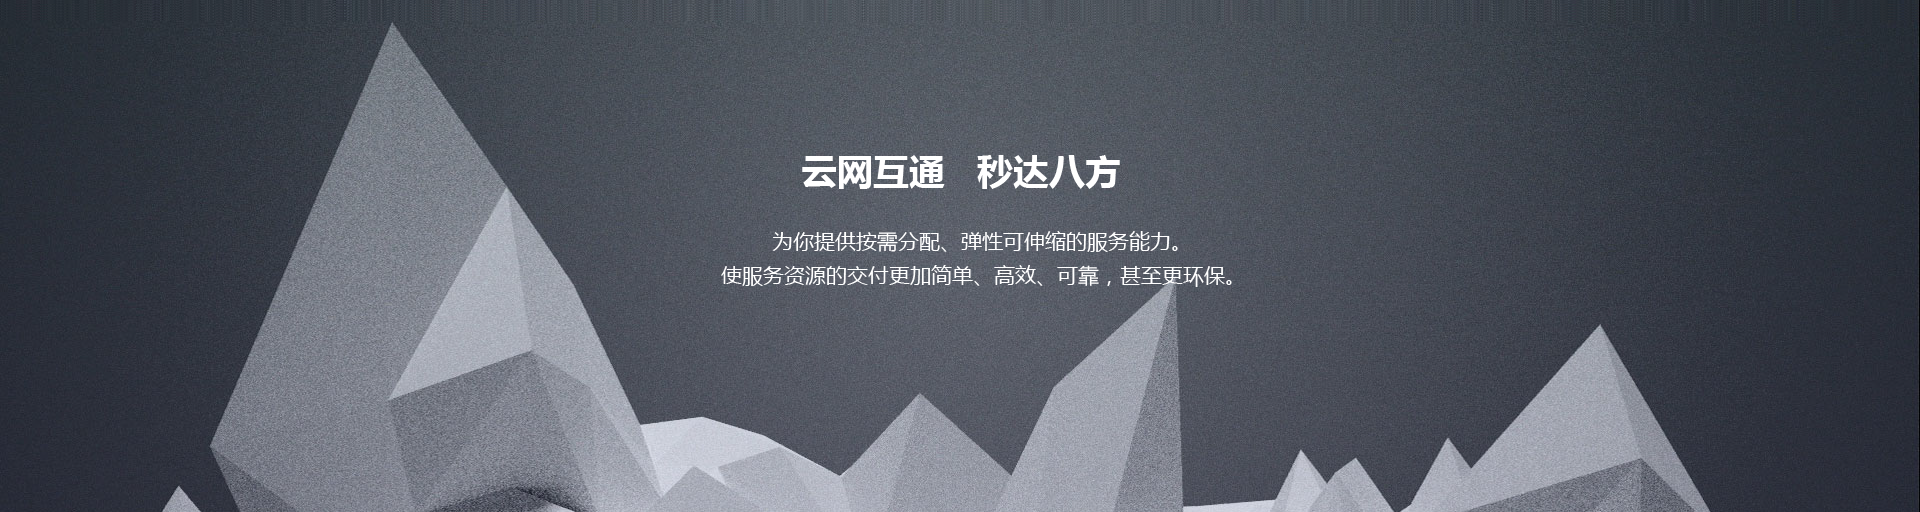 云网互通 秒达八方
为你提供按需分配、弹性可伸缩的服务能力。
使服务资源的交付更加简单、高效、可靠，甚至更环保。